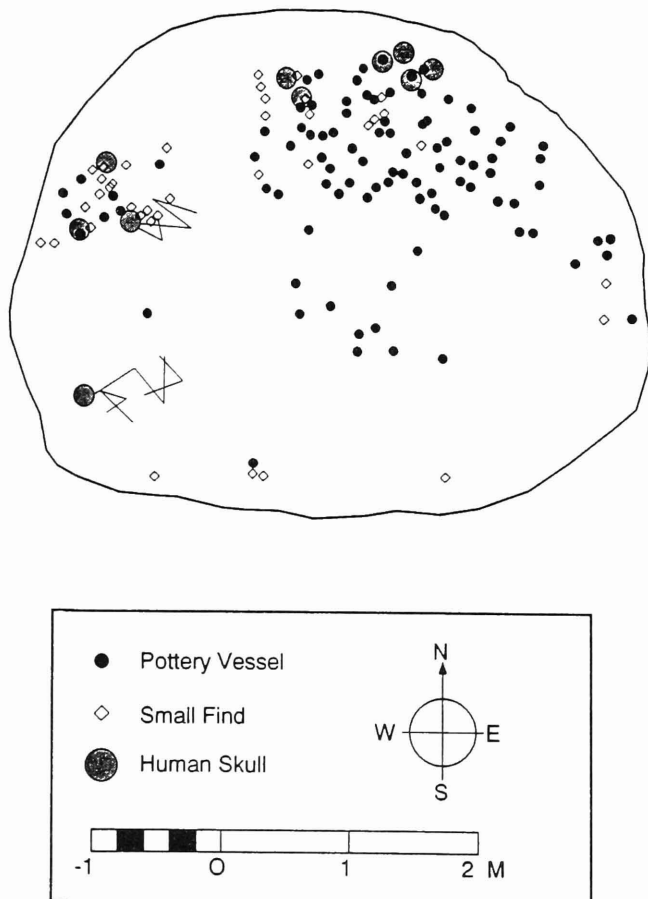 Pottery Vessel
Small Find
Human Skull
N
W E
S
-1 O 1 2 M